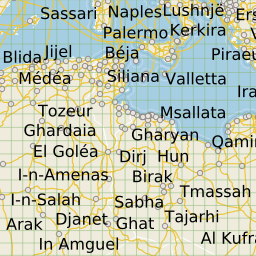 Sassari Naples Lushnjë Ers
Palermo Kerkira
Blida Jijel Béja Piraeu
Médéa Siliana Valletta
Ira
Tozeur Msallata
Ghardaia Gharyan
El Goléa Qamin
Dirj Hun
I-n-Amenas Birak
Tmassah
I-n-Salah Sabha
Djanet Ghat Tajarhi
Arak
In Amguel Al Kufra